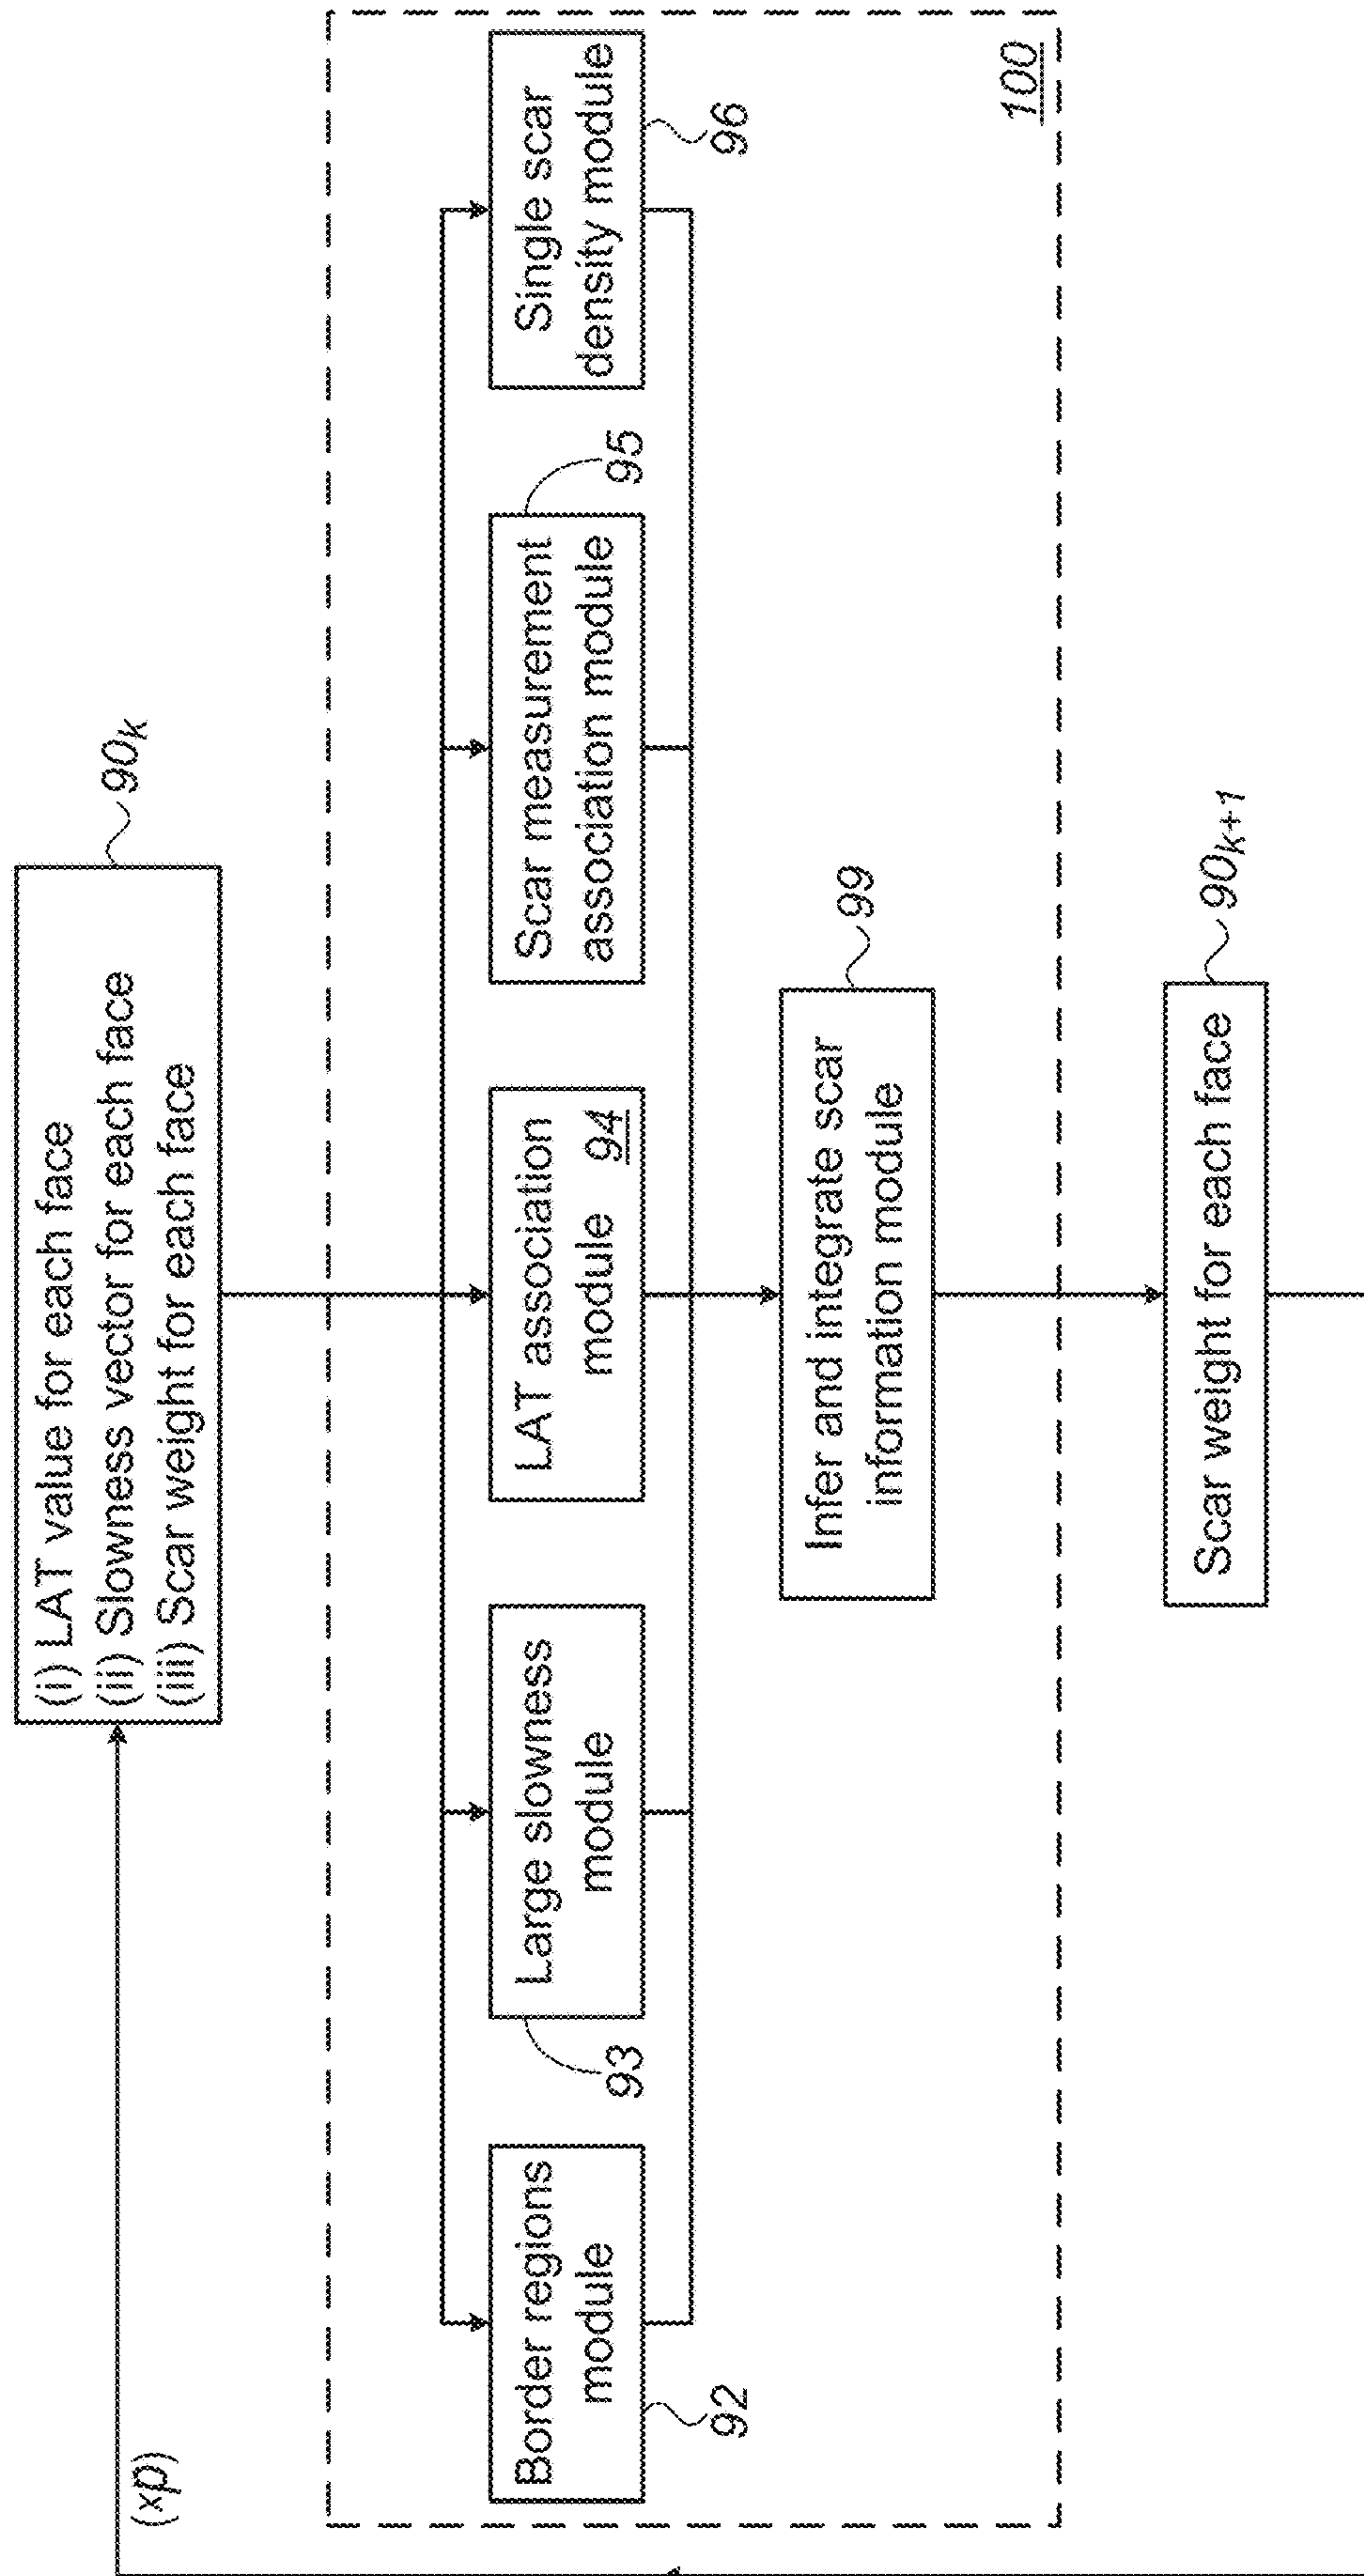 (i) LAT value for each face
(ii) Slowness vector for each face
(iii) Scar weight for each face
90k
(xp)
Border regions
module
92
Large slowness
module
93
LAT association
module 94
Scar measurement
association module
95
Single scar
density module
96
Infer and integrate scar
information module
99
100
Scar weight for each face
90k+1